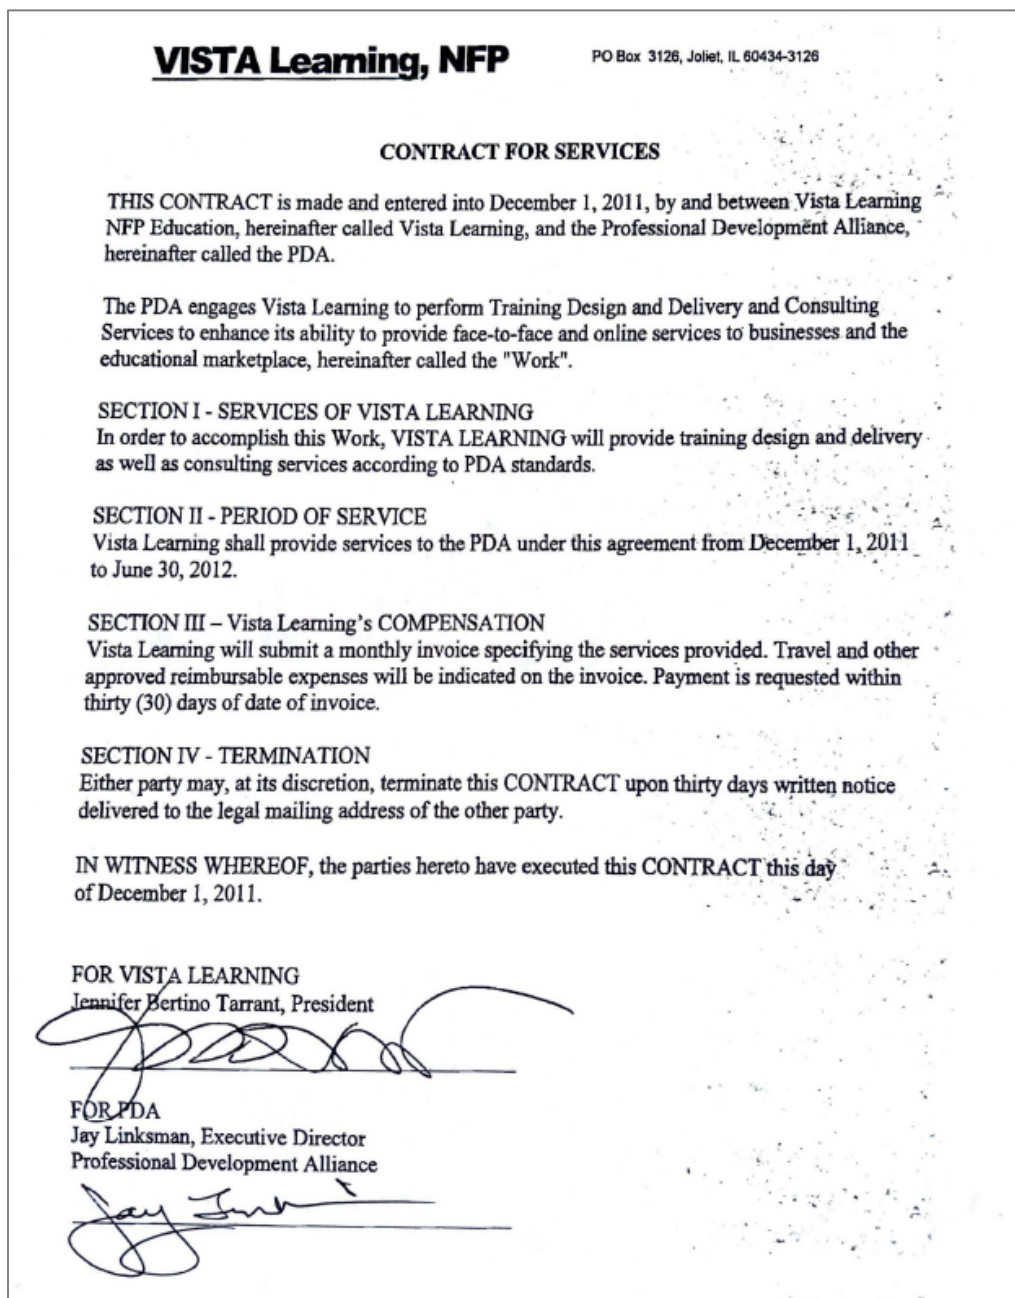 VISTA Learning, NFP PO Box 3126, Joliet, IL 60434-3126
CONTRACT FOR SERVICES
THIS CONTRACT is made and entered into December 1, 2011, by and between Vista Learning
NFP Education, hereinafter called Vista Learning, and the Professional Development Alliance,
hereinafter called the PDA.
The PDA engages Vista Learning to perform Training Design and Delivery and Consulting
Services to enhance its ability to provide face-to-face and online services to businesses and the
educational marketplace, hereinafter called the "Work".
SECTION I - SERVICES OF VISTA LEARNING
In order to accomplish this Work, VISTA LEARNING will provide training design and delivery
as well as consulting services according to PDA standards.
SECTION II - PERIOD OF SERVICE
Vista Learning shall provide services to the PDA under this agreement from December 1, 2011
to June 30, 2012.
SECTION III – Vista Learning's COMPENSATION
Vista Learning will submit a monthly invoice specifying the services provided. Travel and other
approved reimbursable expenses will be indicated on the invoice. Payment is requested within
thirty (30) days of date of invoice.
SECTION IV - TERMINATION
Either party may, at its discretion, terminate this CONTRACT upon thirty days written notice
delivered to the legal mailing address of the other party.
IN WITNESS WHEREOF, the parties hereto have executed this CONTRACT this day
of December 1, 2011.
FOR VISTA LEARNING
Jennifer Bertino Tarrant, President
FOR PDA
Jay Linksman, Executive Director
Professional Development Alliance
Jay